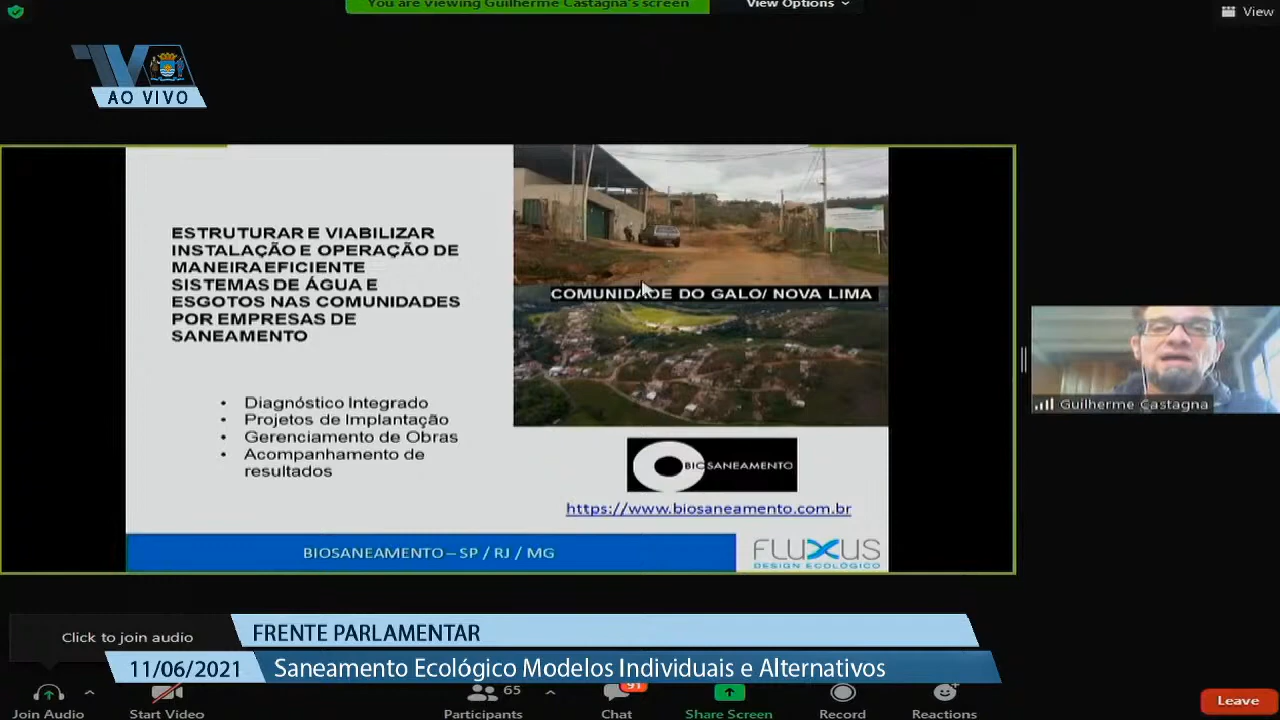 You are viewing Guilherme Castagna's screen
View Options
View
TV
AO VIVO
ESTRUTURAR E VIABILIZAR
INSTALAÇÃO E OPERAÇÃO DE
MANEIRA EFICIENTE
SISTEMAS DE ÁGUA E
ESGOTOS NAS COMUNIDADES
POR EMPRESAS DE
SANEAMENTO
• Diagnóstico Integrado
• Projetos de Implantação
• Gerenciamento de Obras
• Acompanhamento de
resultados
COMUNIDADE DO GALO/ NOVA LIMA
BIOSANEAMENTO
https://www.biosaneamento.com.br
BIOSANEAMENTO – SP / RJ / MG
FLUXUS
DESIGN ECOLÓGICO
Guilherme Castagna
Click to join audio
FRENTE PARLAMENTAR
11/06/2021
Saneamento Ecológico Modelos Individuais e Alternativos
65
91
Join Audio
Start Video
Participants
Chat
Share Screen
Record
Reactions
Leave